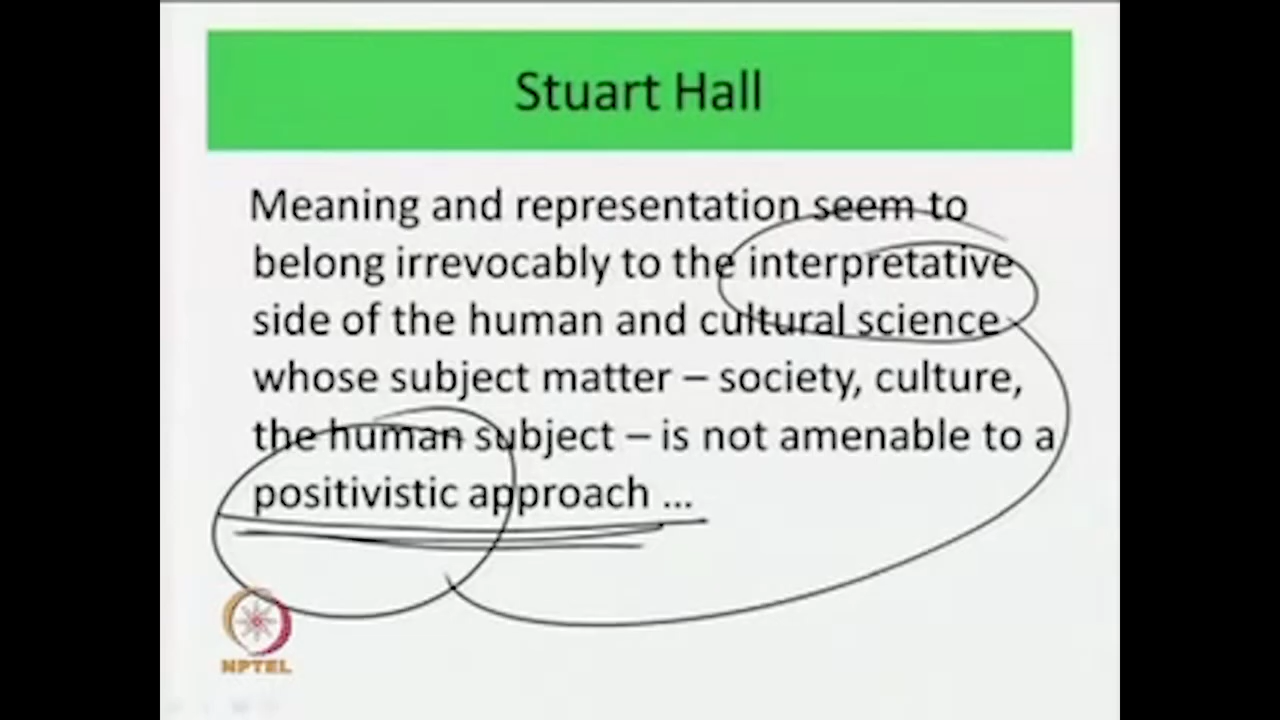 Stuart Hall
Meaning and representation seem to
belong irrevocably to the interpretative
side of the human and cultural science
whose subject matter – society, culture,
the human subject – is not amenable to a
positivistic approach ...
NPTEL